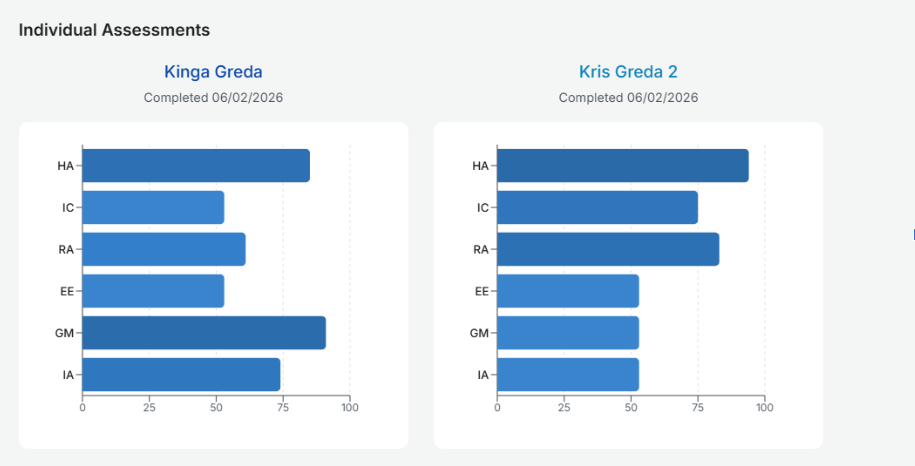 Individual Assessments
Kinga Greda
Completed 06/02/2026
HA
IC
RA
EE
GM
IA
0 25 50 75 100
Kris Greda 2
Completed 06/02/2026
HA
IC
RA
EE
GM
IA
0 25 50 75 100